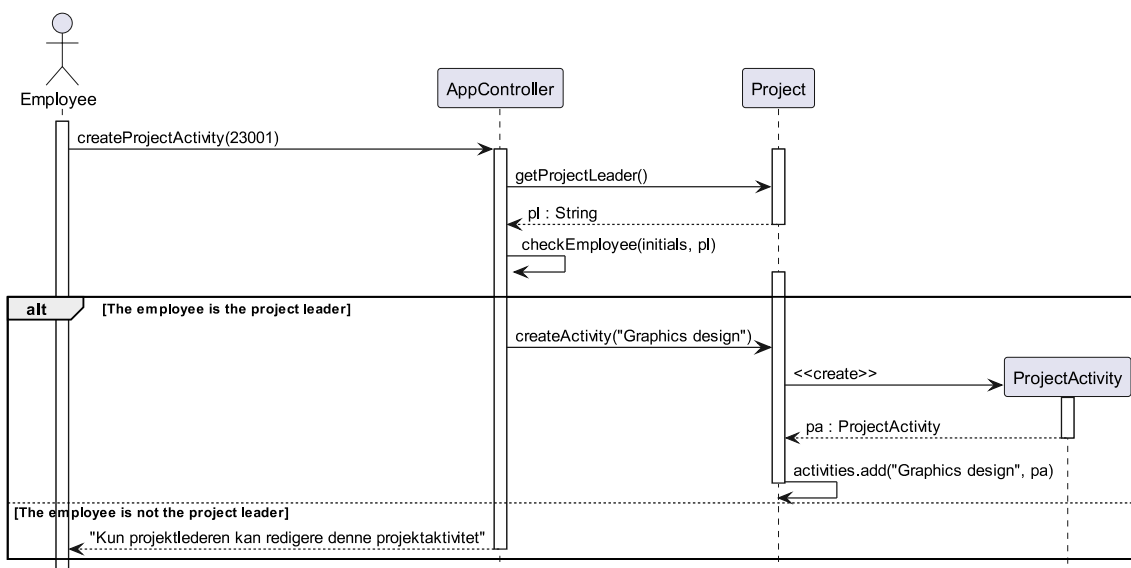 Employee
AppController
Project
createProjectActivity(23001)
getProjectLeader()
pl : String
checkEmployee(initials, pl)
alt
[The employee is the project leader]
createActivity("Graphics design")
<<create>>
ProjectActivity
pa : ProjectActivity
activities.add("Graphics design", pa)
[The employee is not the project leader]
"Kun projektlederen kan redigere denne projektaktivitet"